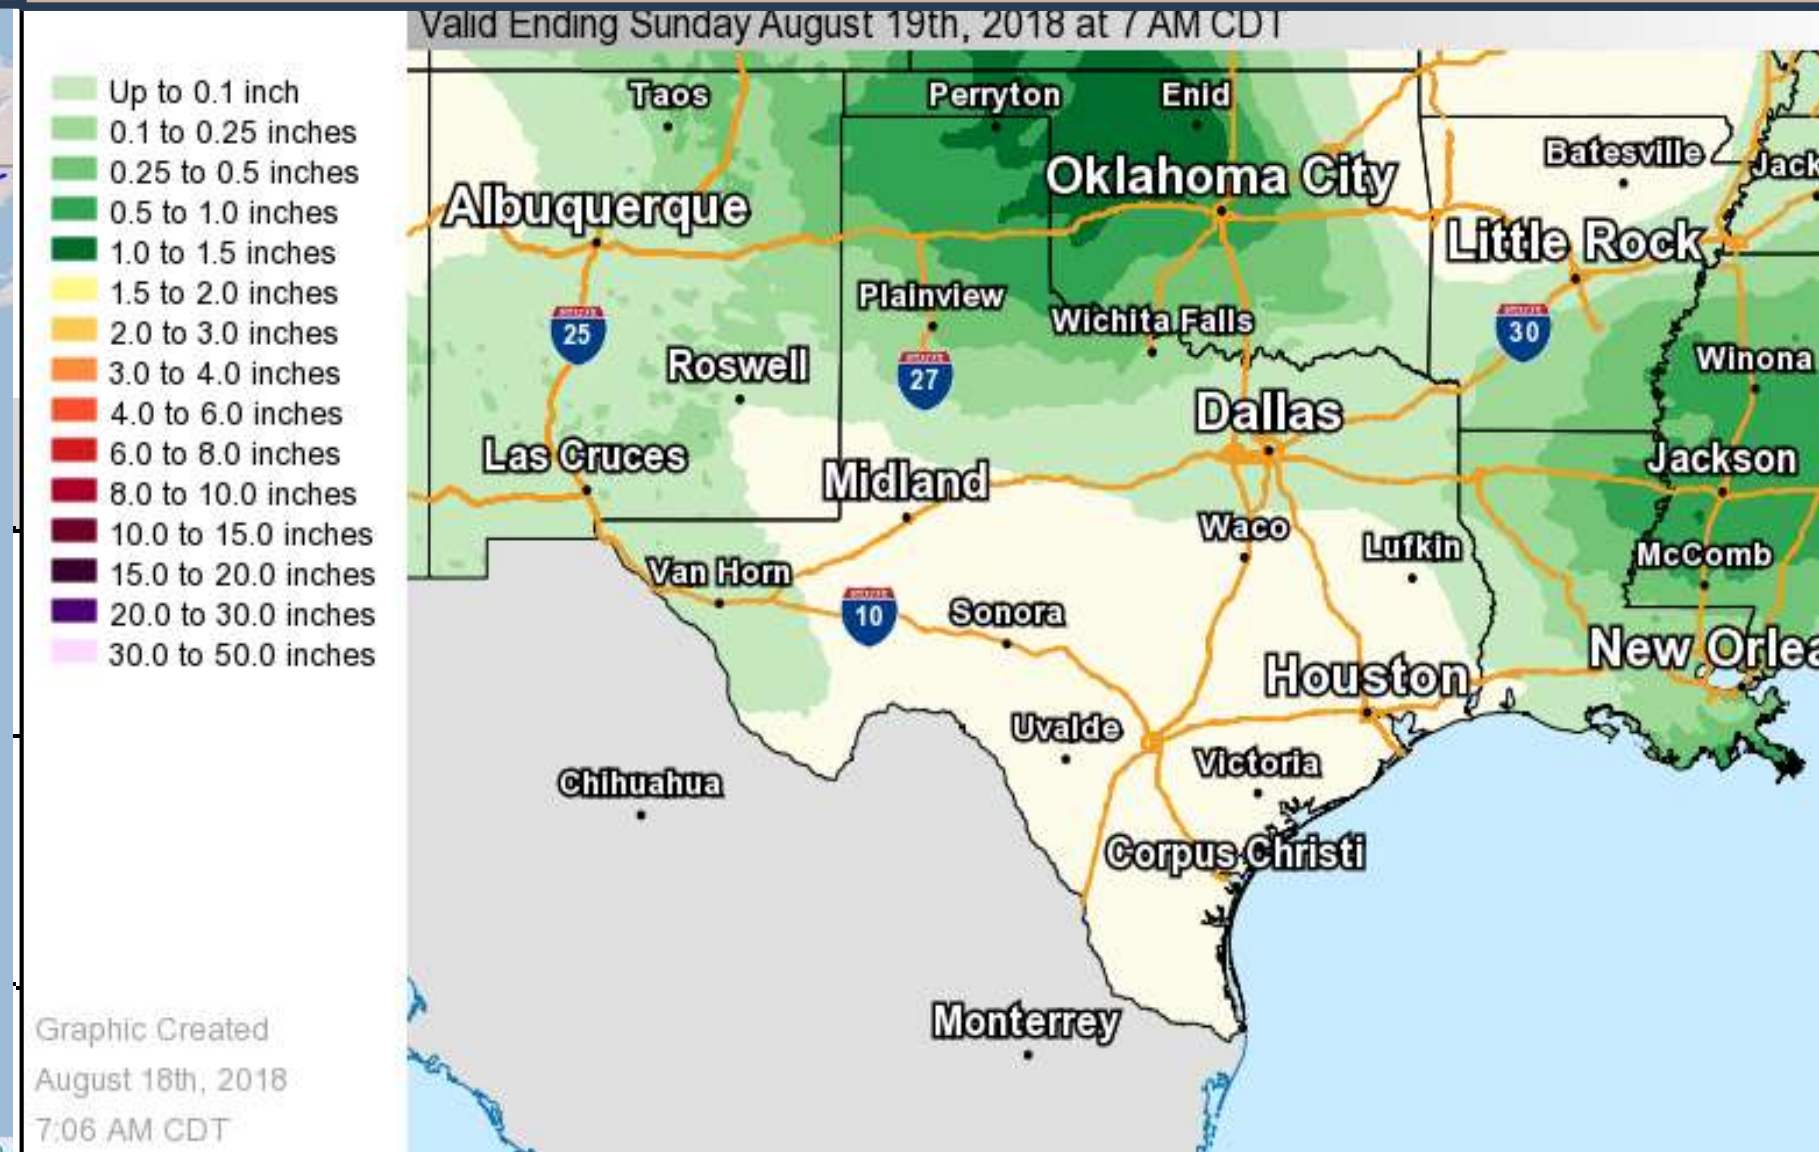 Valid Ending Sunday August 19th, 2018 at 7 AM CDT
Up to 0.1 inch
0.1 to 0.25 inches
0.25 to 0.5 inches
0.5 to 1.0 inches
1.0 to 1.5 inches
1.5 to 2.0 inches
2.0 to 3.0 inches
3.0 to 4.0 inches
4.0 to 6.0 inches
6.0 to 8.0 inches
8.0 to 10.0 inches
10.0 to 15.0 inches
15.0 to 20.0 inches
20.0 to 30.0 inches
30.0 to 50.0 inches
Graphic Created
August 18th, 2018
7:06 AM CDT
Taos
Perryton
Enid
Batesville
Jack
Oklahoma City
Albuquerque
Little Rock
Plainview
Wichita Falls
25
30
Winona
Roswell
27
Dallas
Las Cruces
Midland
Jackson
Waco
Lufkin
McComb
Van Horn
10
Sonora
New Orlea
Houston
Uvalde
Victoria
Chihuahua
Corpus Christi
Monterrey